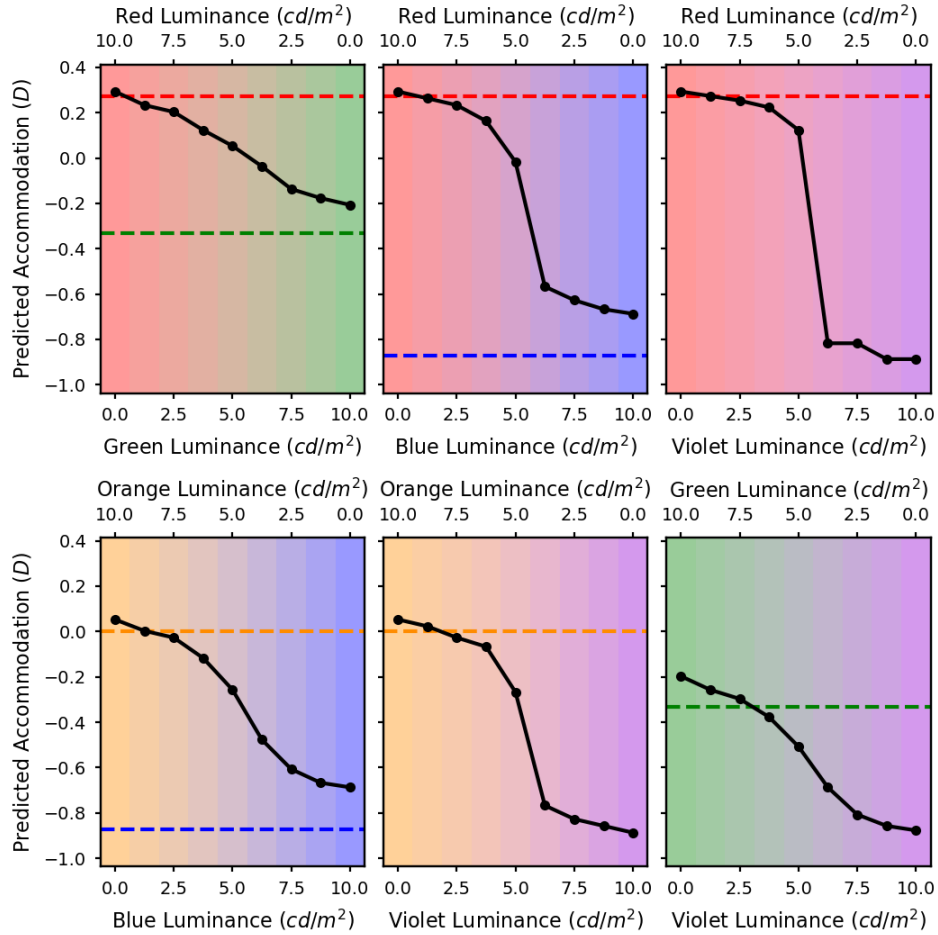 Red Luminance (cd/m²) Red Luminance (cd/m²) Red Luminance (cd/m²)
10.0 7.5 5.0 2.5 0.0 10.0 7.5 5.0 2.5 0.0 10.0 7.5 5.0 2.5 0.0
Predicted Accommodation (D)
0.4
0.2
0.0
−0.2
−0.4
−0.6
−0.8
−1.0
0.0 2.5 5.0 7.5 10.0 0.0 2.5 5.0 7.5 10.0 0.0 2.5 5.0 7.5 10.0
Green Luminance (cd/m²) Blue Luminance (cd/m²) Violet Luminance (cd/m²)
Orange Luminance (cd/m²) Orange Luminance (cd/m²) Green Luminance (cd/m²)
10.0 7.5 5.0 2.5 0.0 10.0 7.5 5.0 2.5 0.0 10.0 7.5 5.0 2.5 0.0
Predicted Accommodation (D)
0.4
0.2
0.0
−0.2
−0.4
−0.6
−0.8
−1.0
0.0 2.5 5.0 7.5 10.0 0.0 2.5 5.0 7.5 10.0 0.0 2.5 5.0 7.5 10.0
Blue Luminance (cd/m²) Violet Luminance (cd/m²) Violet Luminance (cd/m²)